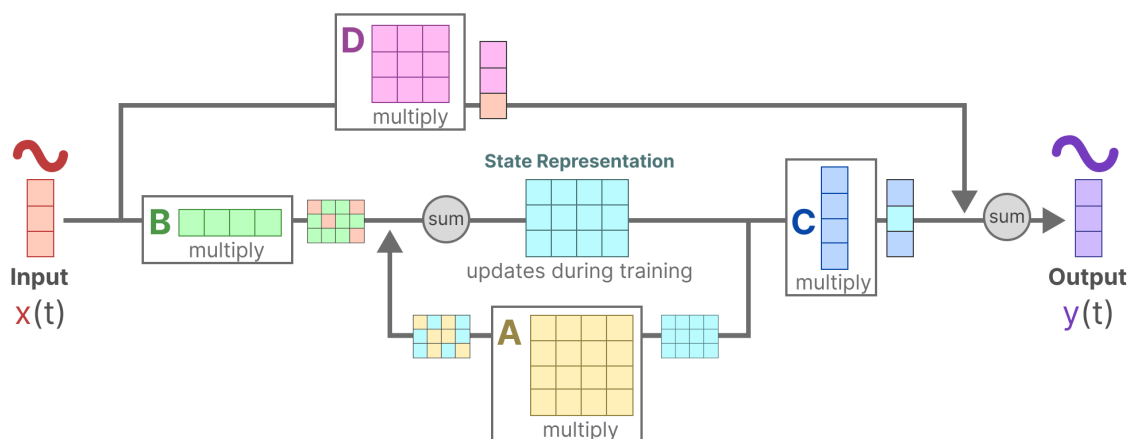 D
multiply
State Representation
B
multiply
sum
updates during training
C
multiply
sum
Input
x(t)
Output
y(t)
A
multiply